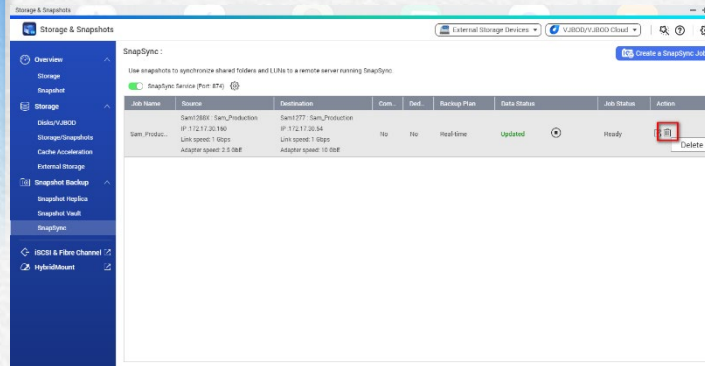 Storage & Snapshots
Storage & Snapshots
External Storage Devices
VJBOD/VJBOD Cloud
Overview
Storage
Snapshot
Storage
Disks/VJBOD
Storage/Snapshots
Cache Acceleration
External Storage
Snapshot Backup
Snapshot Replica
Snapshot Vault
SnapSync
iSCSI & Fibre Channel
HybridMount
SnapSync :
Create a SnapSync Job
Use snapshots to synchronize shared folders and LUNs to a remote server running SnapSync.
SnapSync Service (Port: 874)
Job Name Source Destination Com.. Ded.. Backup Plan Data Status Job Status Action
Sam_Produc... No No Real-time Updated Ready
: Sam_Production
IP :172.17.30.160
Link speed: 1 Gbps
Adapter speed: 2.5 GbE
Sam1277 : Sam_Production
IP :172.17.30.64
Link speed: 1 Gbps
Adapter speed: 10 GbE
Delete